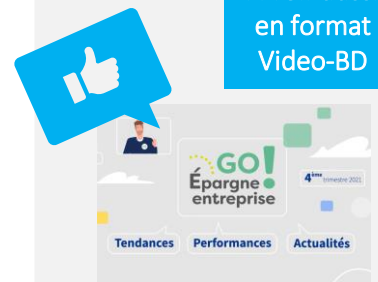 en format
Video-BD
GO!
Épargne
entreprise
4ème trimestre 2021
Tendances Performances Actualités